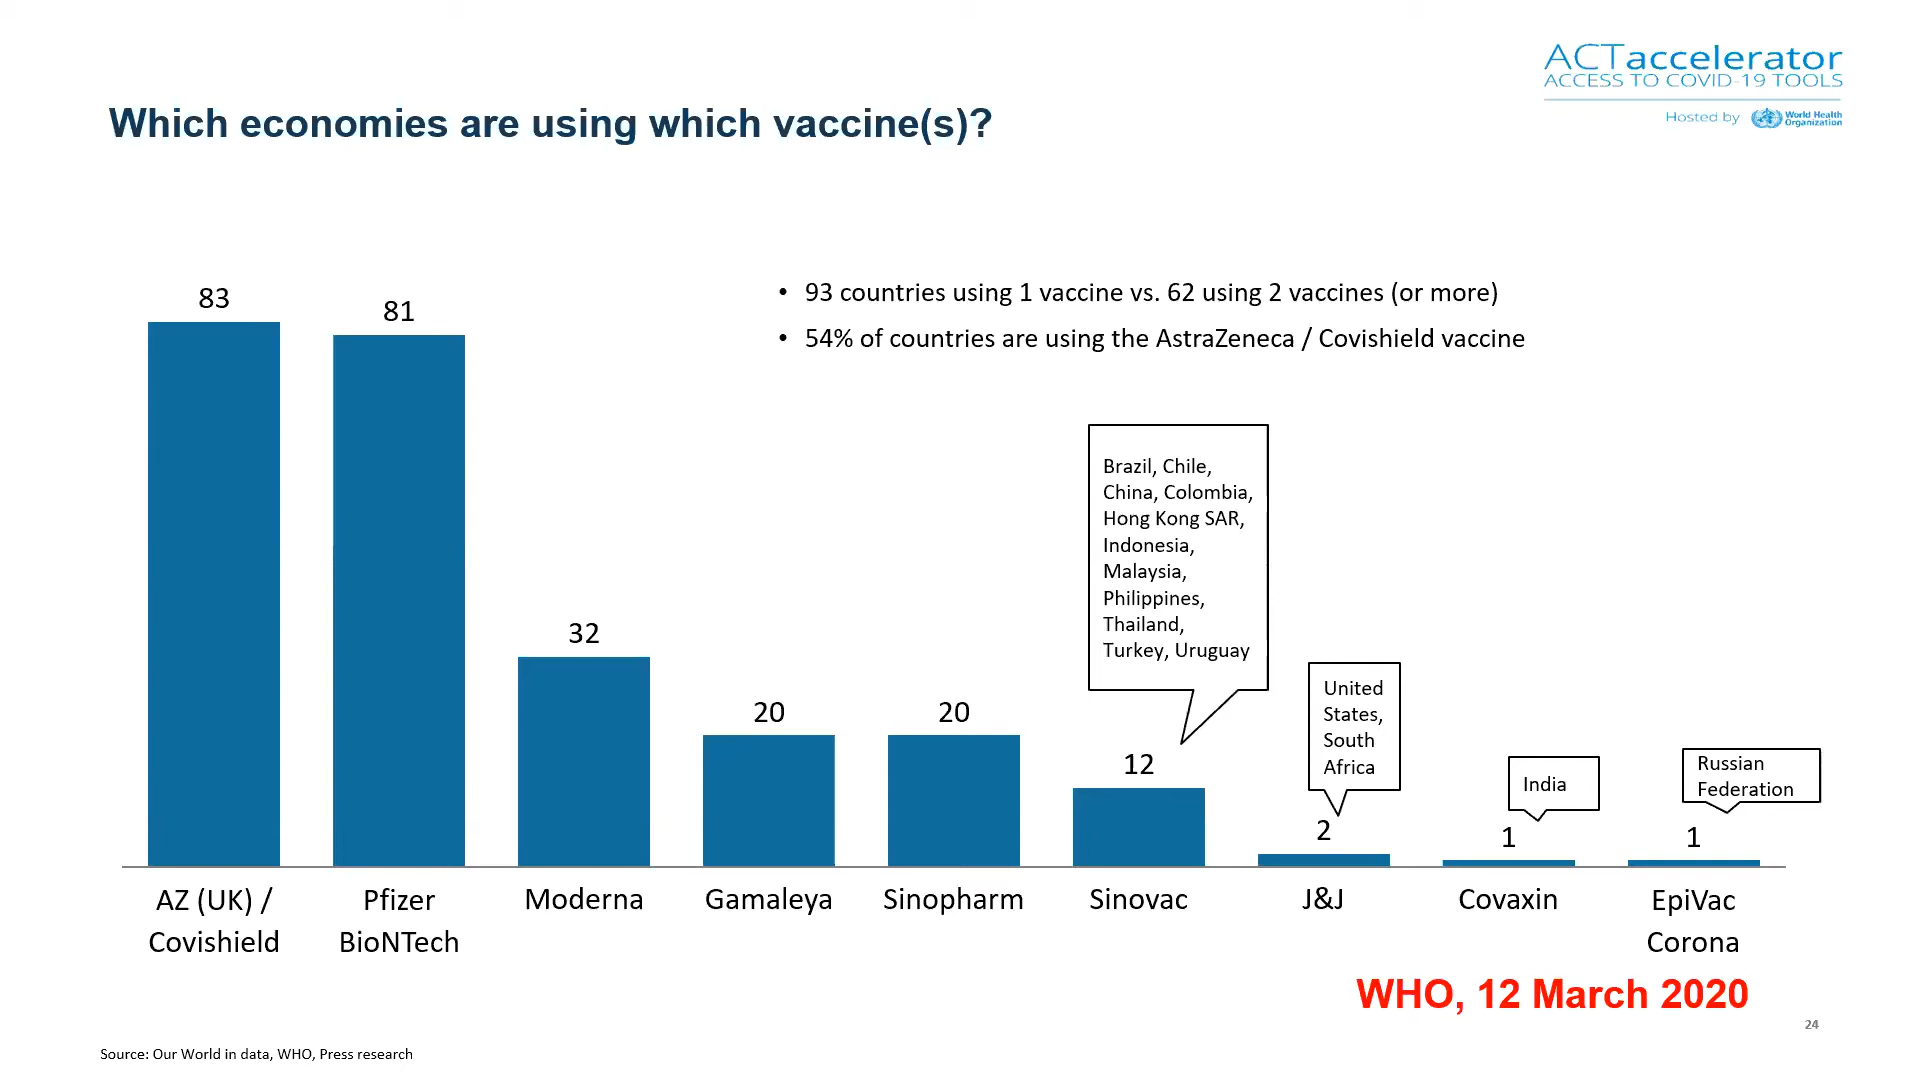 ACTaccelerator
ACCESS TO COVID-19 TOOLS
Hosted by World Health
Organization
Which economies are using which vaccine(s)?
• 93 countries using 1 vaccine vs. 62 using 2 vaccines (or more)
• 54% of countries are using the AstraZeneca / Covishield vaccine
83
81
32
20
20
12
2
1
1
Brazil, Chile,
China, Colombia,
Hong Kong SAR,
Indonesia,
Malaysia,
Philippines,
Thailand,
Turkey, Uruguay
United
States,
South
Africa
India
Russian
Federation
AZ (UK) /
Covishield
Pfizer
BioNTech
Moderna
Gamaleya
Sinopharm
Sinovac
J&J
Covaxin
EpiVac
Corona
WHO, 12 March 2020
24
Source: Our World in data, WHO, Press research